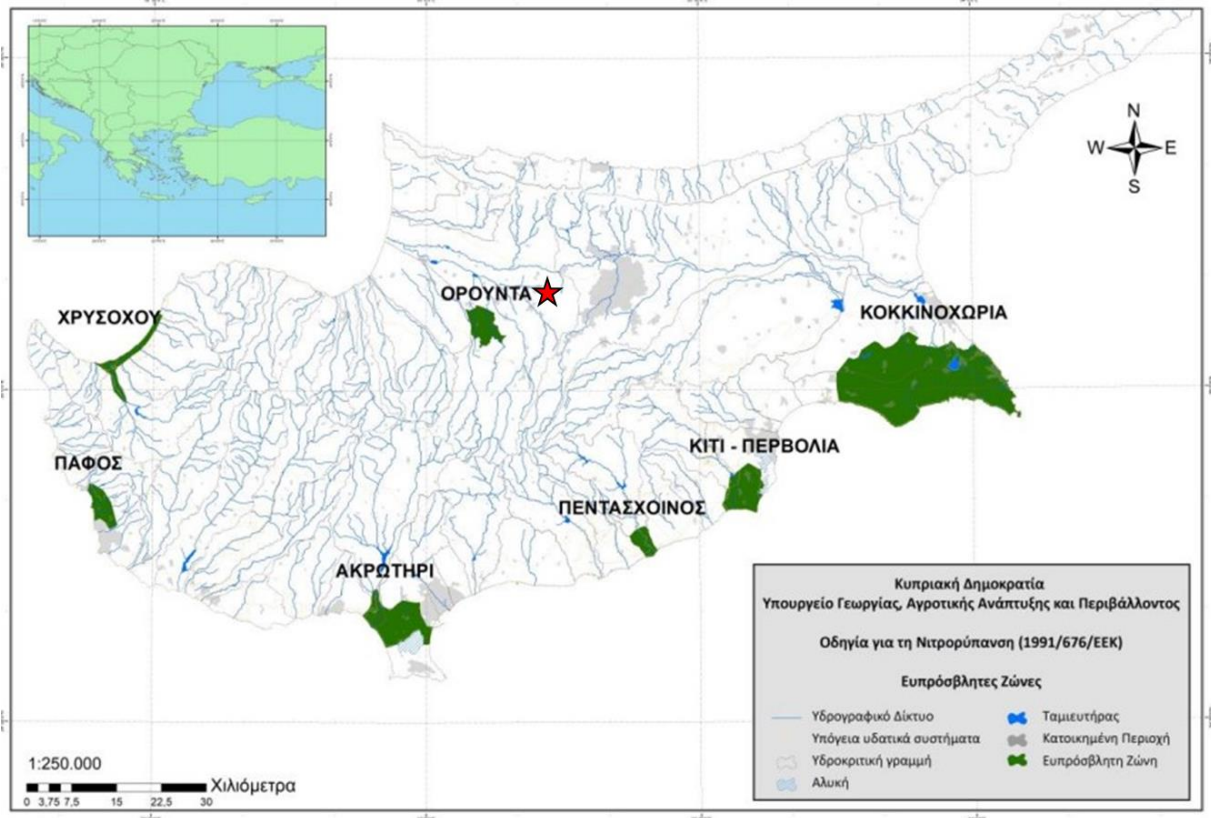 N
W E
S
ΟΡΟΥΝΤΑ
ΧΡΥΣΟΧΟΥ
ΚΟΚΚΙΝΟΧΩΡΙΑ
ΚΙΤΙ - ΠΕΡΒΟΛΙΑ
ΠΑΦΟΣ
ΠΕΝΤΑΣΧΟΙΝΟΣ
ΑΚΡΩΤΗΡΙ
Κυπριακή Δημοκρατία
Υπουργείο Γεωργίας, Αγροτικής Ανάπτυξης και Περιβάλλοντος
Οδηγία για τη Νιτρορύπανση (1991/676/ΕΕΚ)
Ευπρόσβλητες Ζώνες
Υδρογραφικό Δίκτυο
Υπόγεια υδατικά συστήματα
Υδροκριτική γραμμή
Αλυκή
Ταμιευτήρας
Κατοικημένη Περιοχή
Ευπρόσβλητη Ζώνη
1:250.000
Χιλιόμετρα
0 3,75 7,5 15 22,5 30